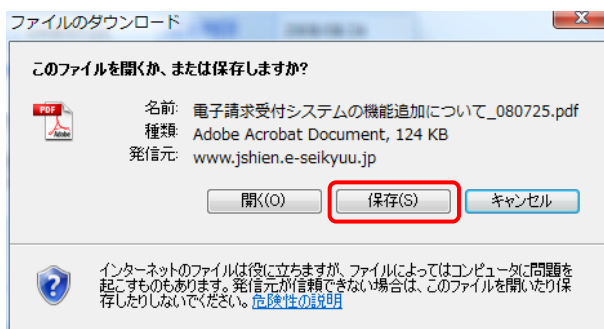 ファイルのダウンロード
このファイルを開くか、または保存しますか?
PDF
Adobe
名前: 電子請求受付システムの機能追加について_080725.pdf
種類: Adobe Acrobat Document, 124 KB
発信元: www.jshien.e-seikyuu.jp
開く(O) 保存(S) キャンセル
インターネットのファイルは役に立ちますが、ファイルによってはコンピュータに問題を
起こすものもあります。発信元が信頼できない場合は、このファイルを開いたり保
存したりしないでください。危険性の説明